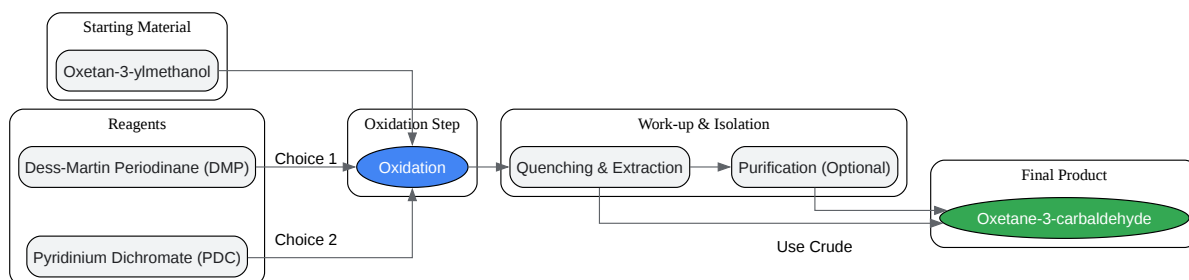 Starting Material
Oxetan-3-ylmethanol
Reagents
Dess-Martin Periodinane (DMP)
Pyridinium Dichromate (PDC)
Choice 1
Choice 2
Oxidation Step
Oxidation
Work-up & Isolation
Quenching & Extraction
Purification (Optional)
Use Crude
Final Product
Oxetane-3-carbaldehyde